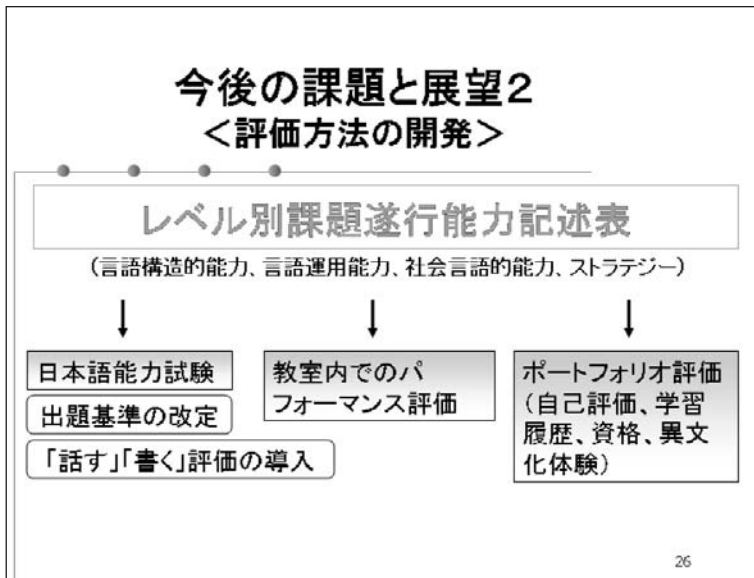 今後の課題と展望2
＜評価方法の開発＞
レベル別課題遂行能力記述表
(言語構造的能力、言語運用能力、社会言語的能力、ストラテジー)
日本語能力試験
出題基準の改定
「話す」「書く」評価の導入
教室内でのパ
フォーマンス評価
ポートフォリオ評価
(自己評価、学習
履歴、資格、異文
化体験)
26